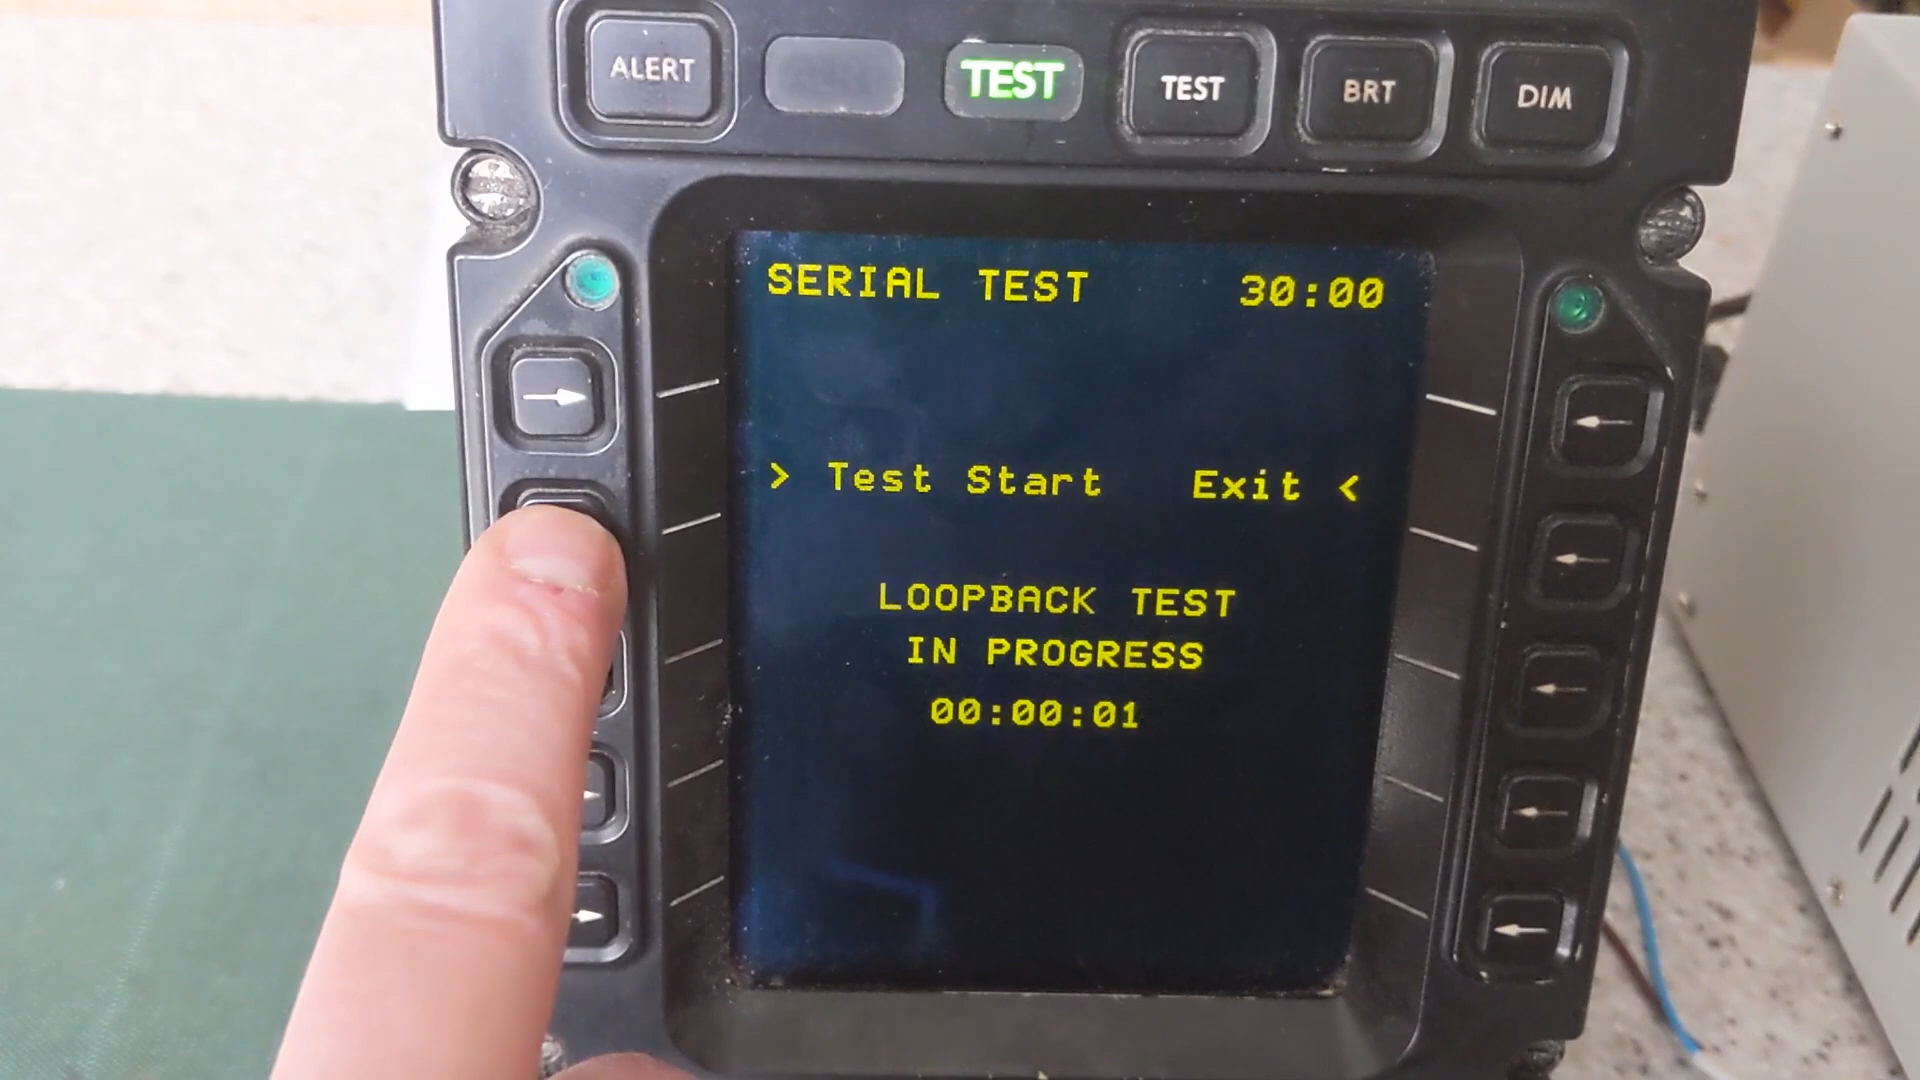 ALERT TEST TEST BRT DIM
SERIAL TEST 30:00
> Test Start Exit <
LOOPBACK TEST
IN PROGRESS
00:00:01